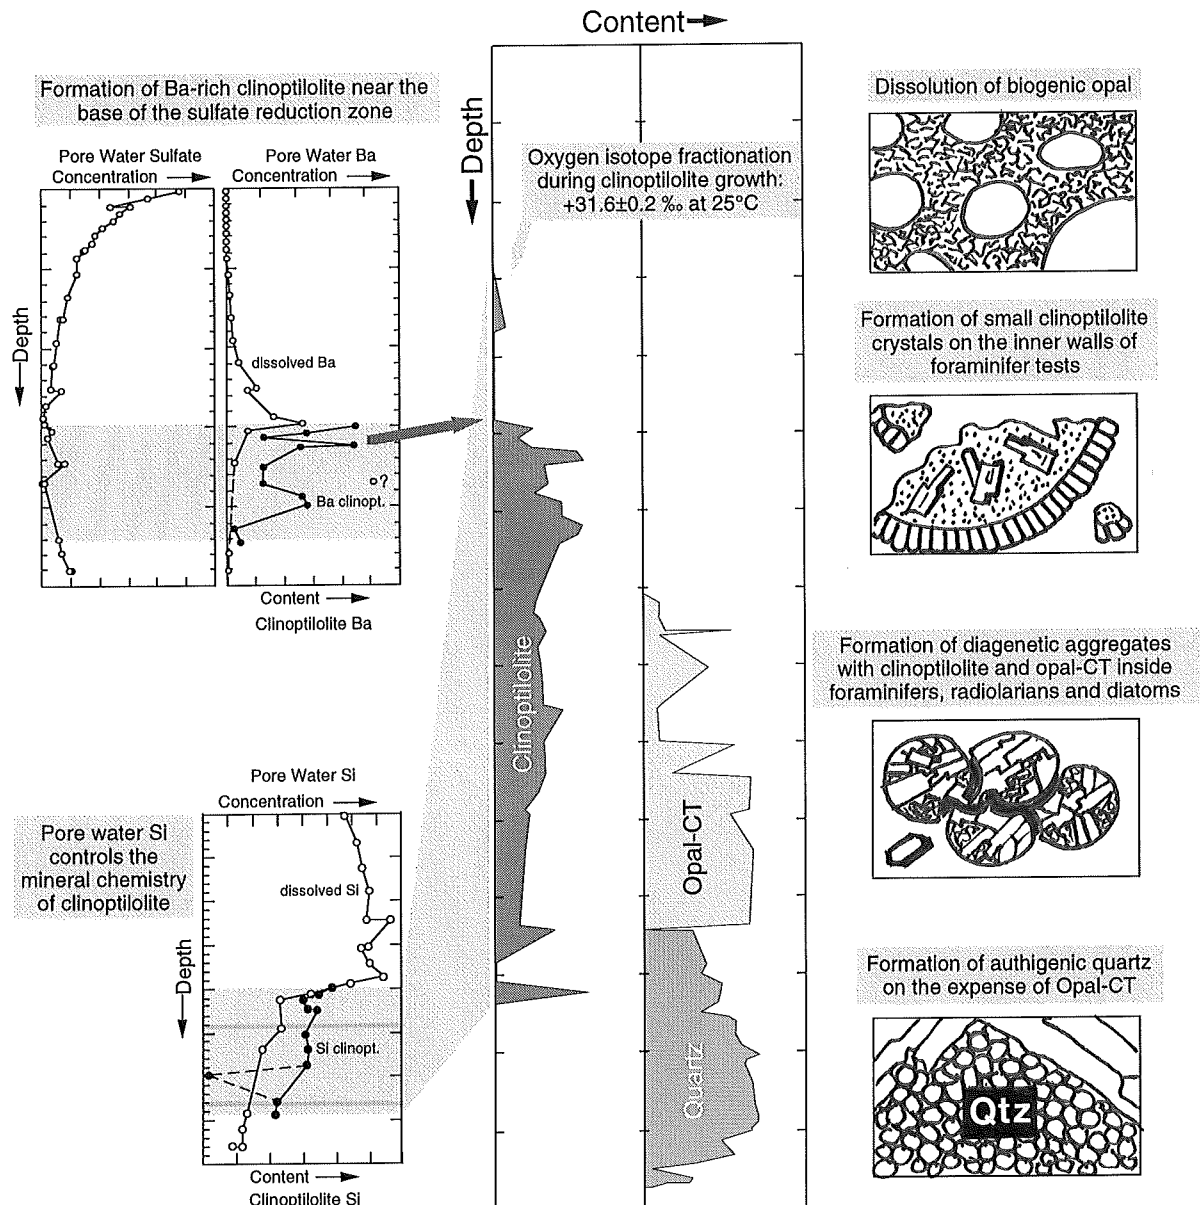 Content
Formation of Ba-rich clinoptilolite near the
base of the sulfate reduction zone
Pore Water Sulfate
Concentration
Pore Water Ba
Concentration
Depth
dissolved Ba
?
Ba clinopt.
Content
Clinoptilolite Ba
Pore Water Si
Concentration
Pore water Si
controls the
mineral chemistry
of clinoptilolite
dissolved Si
Depth
Si clinopt.
Content
Clinoptilolite Si
Depth
Oxygen isotope fractionation
during clinoptilolite growth:
+31.6±0.2 ‰ at 25°C
Clinoptilolite
Opal-CT
Quartz
Dissolution of biogenic opal
Formation of small clinoptilolite
crystals on the inner walls of
foraminifer tests
Formation of diagenetic aggregates
with clinoptilolite and opal-CT inside
foraminifers, radiolarians and diatoms
Formation of authigenic quartz
on the expense of Opal-CT
Qtz